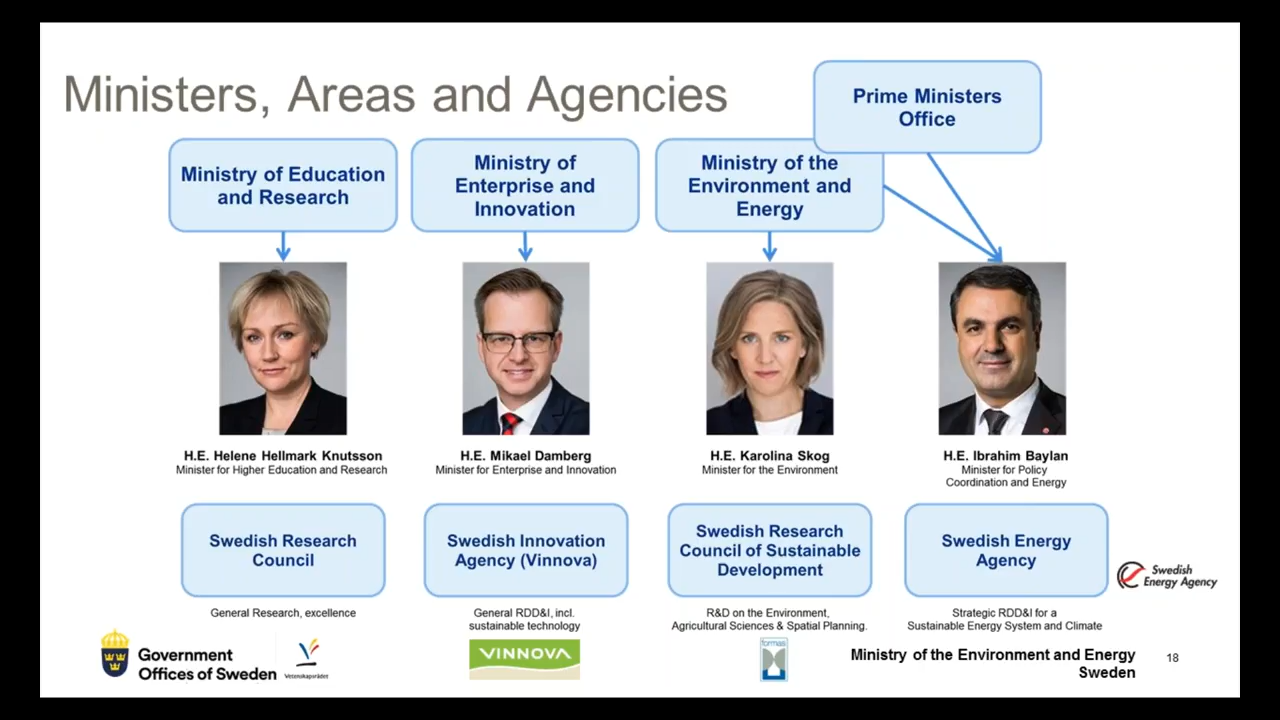 Ministers, Areas and Agencies
Prime Ministers
Office
Ministry of Education
and Research
Ministry of
Enterprise and
Innovation
Ministry of the
Environment and
Energy
H.E. Helene Hellmark Knutsson
Minister for Higher Education and Research
H.E. Mikael Damberg
Minister for Enterprise and Innovation
H.E. Karolina Skog
Minister for the Environment
H.E. Ibrahim Baylan
Minister for Policy
Coordination and Energy
Swedish Research
Council
Swedish Innovation
Agency (Vinnova)
Swedish Research
Council of Sustainable
Development
Swedish Energy
Agency
Swedish
Energy Agency
General Research, excellence
General RDD&I, incl.
sustainable technology
R&D on the Environment,
Agricultural Sciences & Spatial Planning.
Strategic RDD&I for a
Sustainable Energy System and Climate
Government
Offices of Sweden
Vetenskapsrådet
VINNOVA
formas
Ministry of the Environment and Energy
Sweden
18